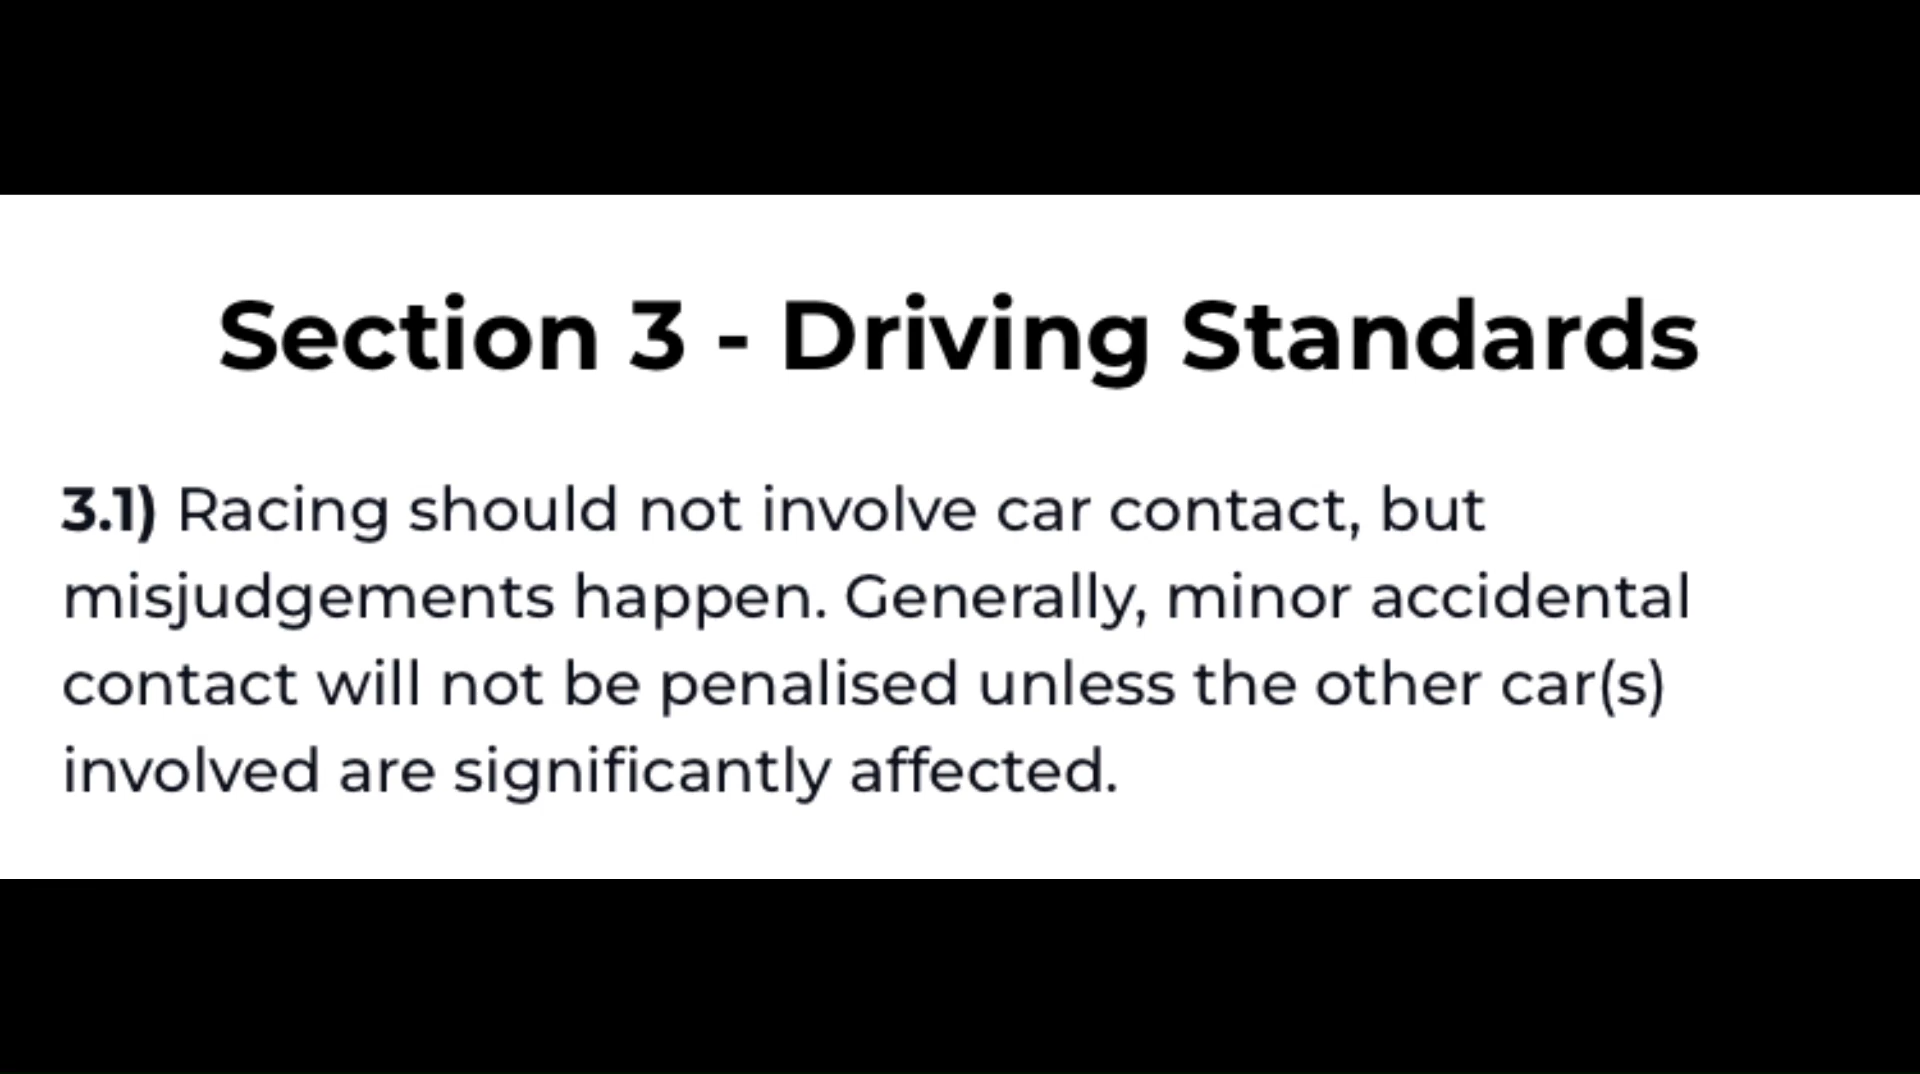 Section 3 - Driving Standards
3.1) Racing should not involve car contact, but
misjudgements happen. Generally, minor accidental
contact will not be penalised unless the other car(s)
involved are significantly affected.